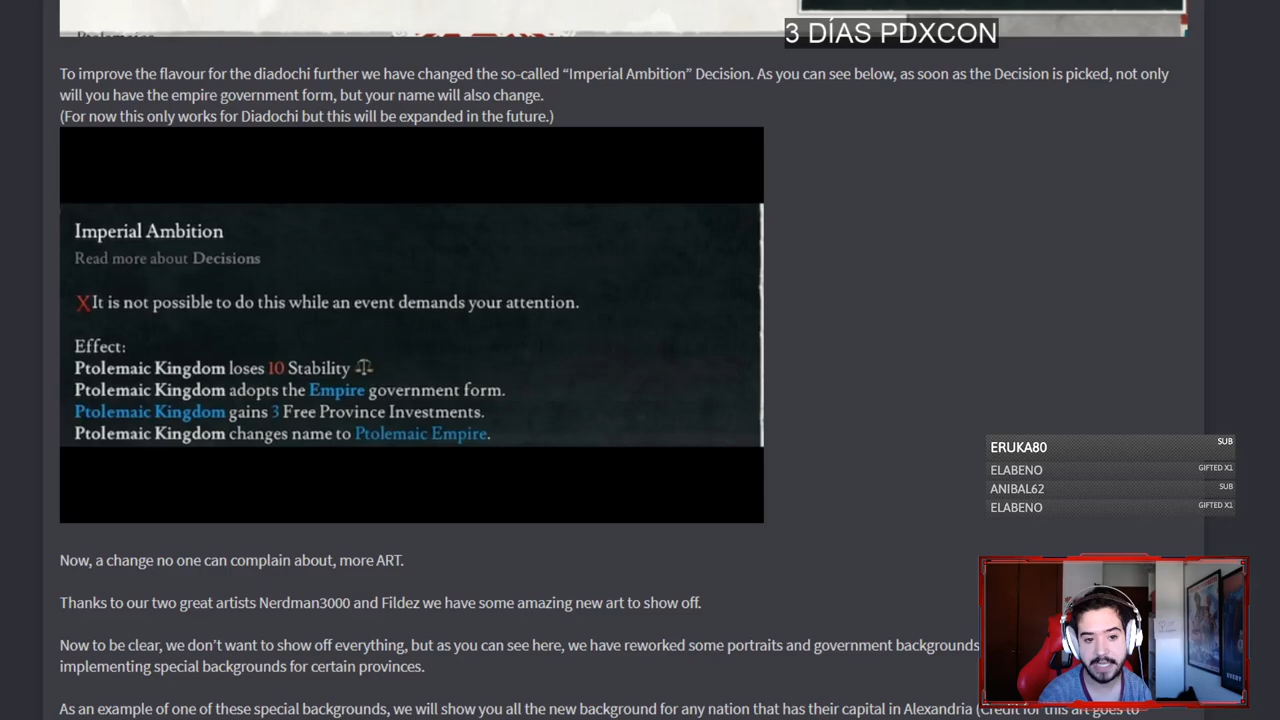 3 DÍAS PDXCON
To improve the flavour for the diadochi further we have changed the so-called “Imperial Ambition” Decision. As you can see below, as soon as the Decision is picked, not only
will you have the empire government form, but your name will also change.
(For now this only works for Diadochi but this will be expanded in the future.)
Imperial Ambition
Read more about Decisions
X It is not possible to do this while an event demands your attention.
Effect:
Ptolemaic Kingdom loses 10 Stability
Ptolemaic Kingdom adopts the Empire government form.
Ptolemaic Kingdom gains 3 Free Province Investments.
Ptolemaic Kingdom changes name to Ptolemaic Empire.
ERUKA80 SUB
ELABENO GIFTED X1
ANIBAL62 SUB
ELABENO GIFTED X1
Now, a change no one can complain about, more ART.
Thanks to our two great artists Nerdman3000 and Fildez we have some amazing new art to show off.
Now to be clear, we don’t want to show off everything, but as you can see here, we have reworked some portraits and government backgrounds
implementing special backgrounds for certain provinces.
As an example of one of these special backgrounds, we will show you all the new background for any nation that has their capital in Alexandria (Credit for this art goes to